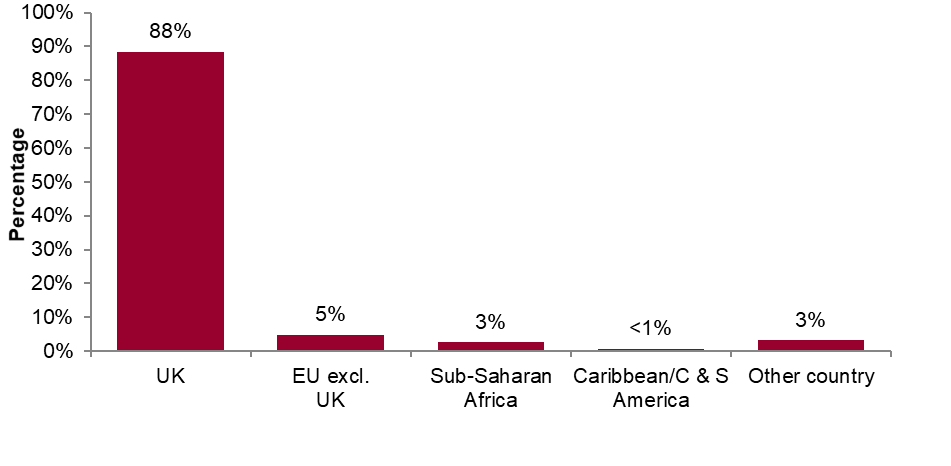 100%
90%
80%
70%
60%
50%
40%
30%
20%
10%
0%
Percentage
88%
5%
3%
<1%
3%
UK
EU excl.
UK
Sub-Saharan
Africa
Caribbean/C & S
America
Other country